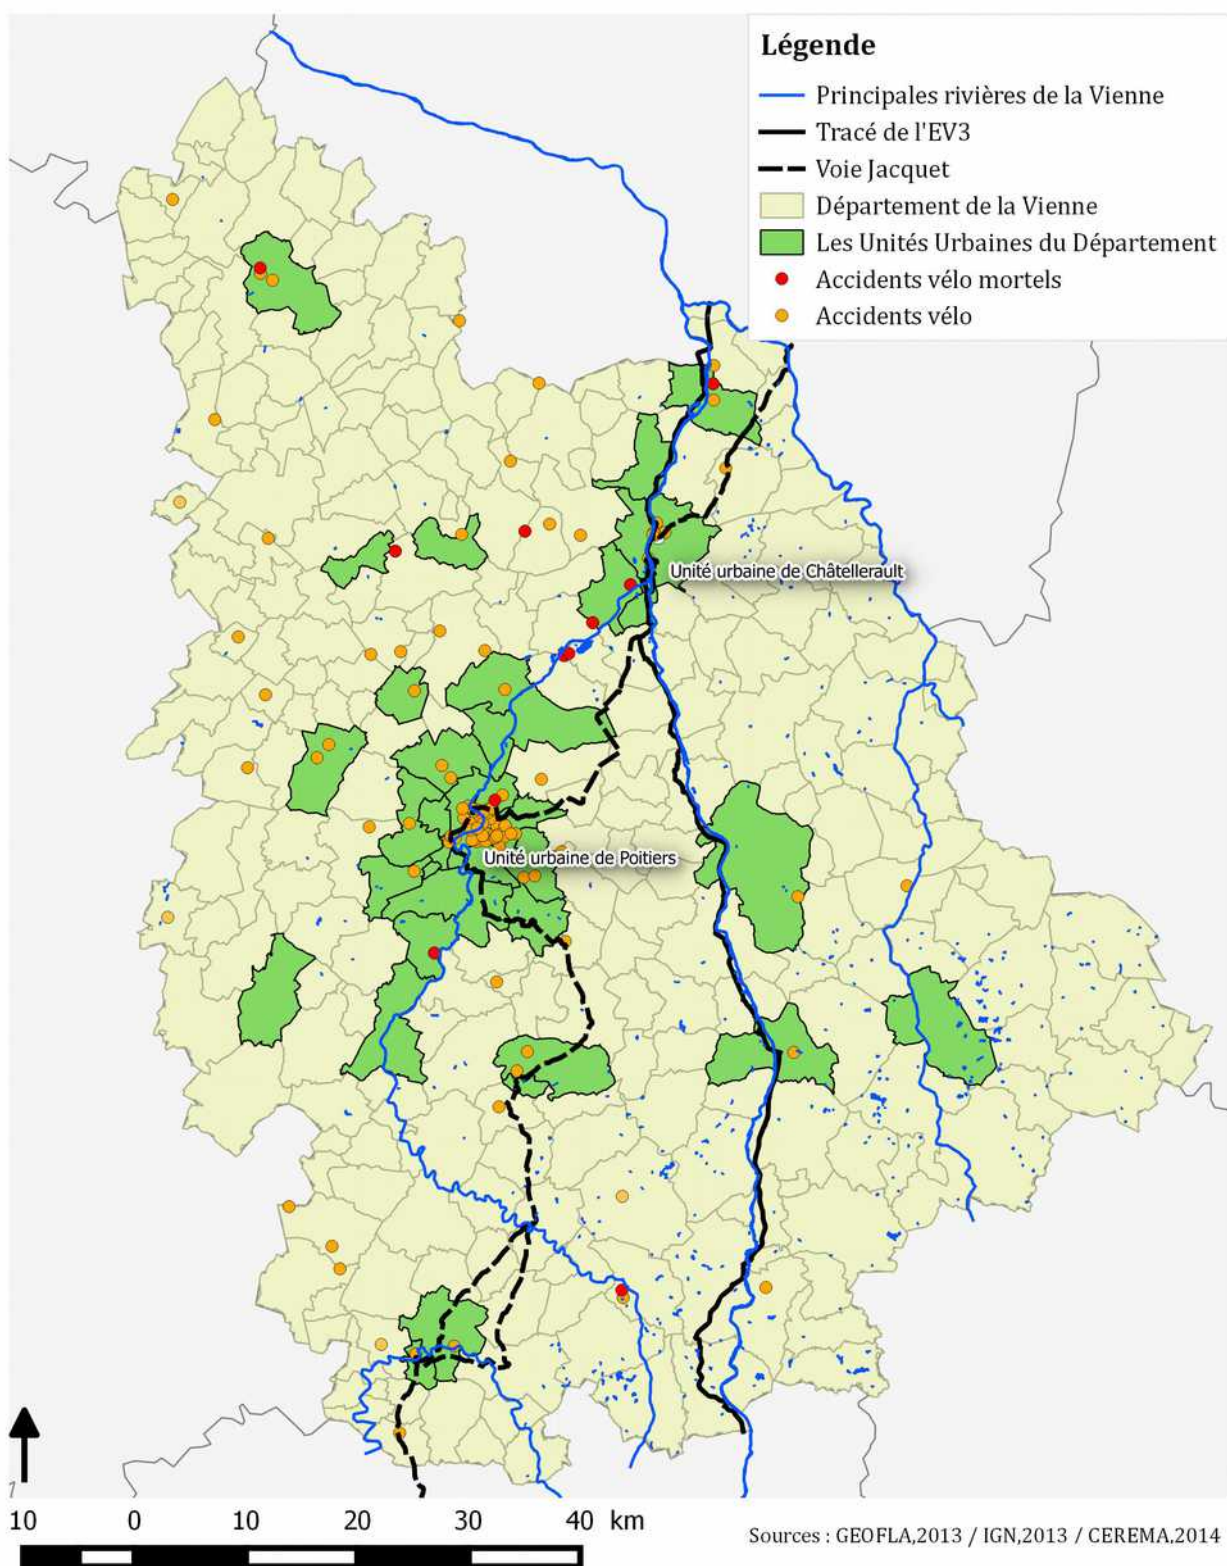 Légende
Principales rivières de la Vienne
Tracé de l'EV3
Voie Jacquet
Département de la Vienne
Les Unités Urbaines du Département
Accidents vélo mortels
Accidents vélo
Unité urbaine de Châtellerault
Unité urbaine de Poitiers
10 0 10 20 30 40 km
Sources : GEOFLA,2013 / IGN,2013 / CEREMA,2014